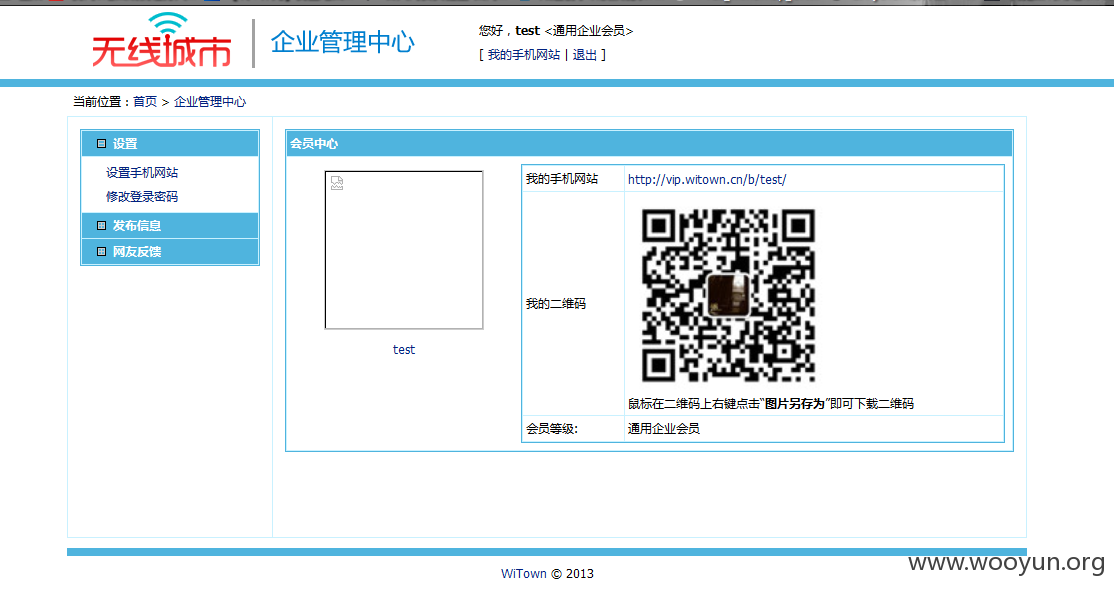 无线城市
企业管理中心
您好，test <通用企业会员>
[ 我的手机网站 | 退出 ]
当前位置：首页 > 企业管理中心
设置
设置手机网站
修改登录密码
发布信息
网友反馈
会员中心
test
我的手机网站
http://vip.witown.cn/b/test/
我的二维码
鼠标在二维码上右键点击“图片另存为”即可下载二维码
会员等级:
通用企业会员
WiTown © 2013
www.wooyun.org